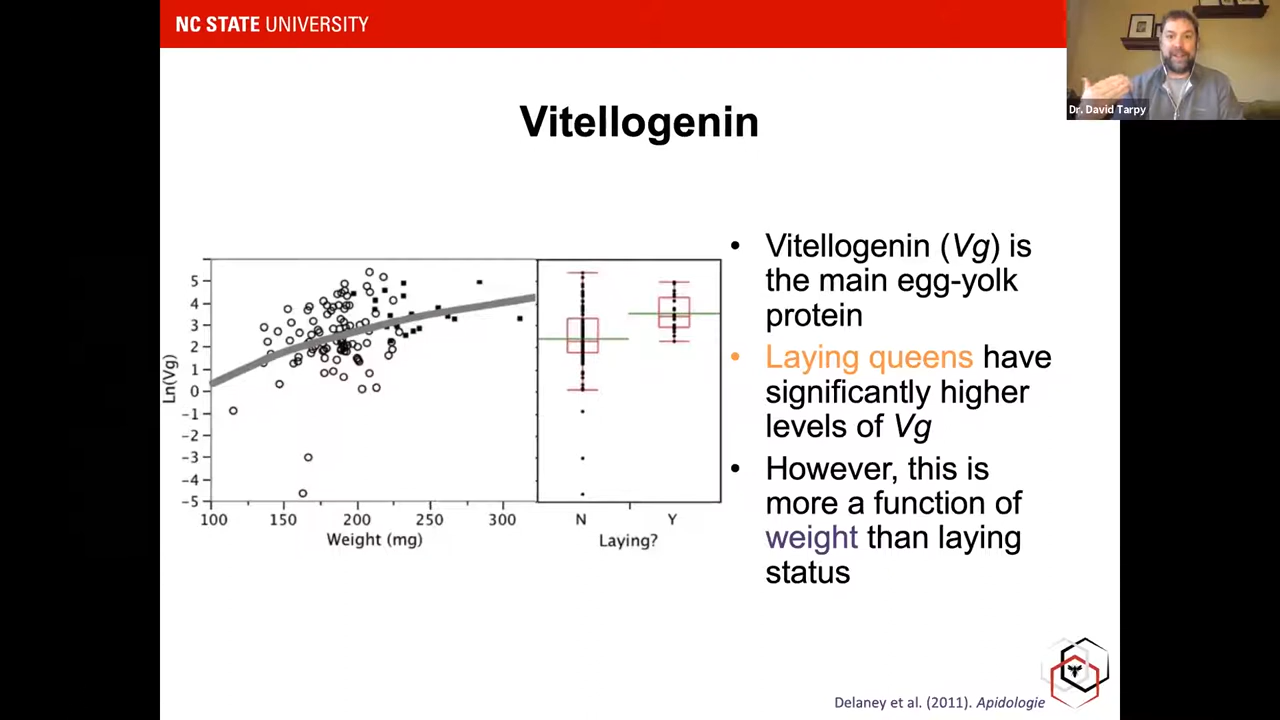 NC STATE UNIVERSITY
Dr. David Tarpy
Vitellogenin
5
4
3
2
1
0
-1
-2
-3
-4
-5
Ln(Vg)
100 150 200 250 300
Weight (mg)
N Y
Laying?
• Vitellogenin (Vg) is
the main egg-yolk
protein
• Laying queens have
significantly higher
levels of Vg
• However, this is
more a function of
weight than laying
status
Delaney et al. (2011). Apidologie